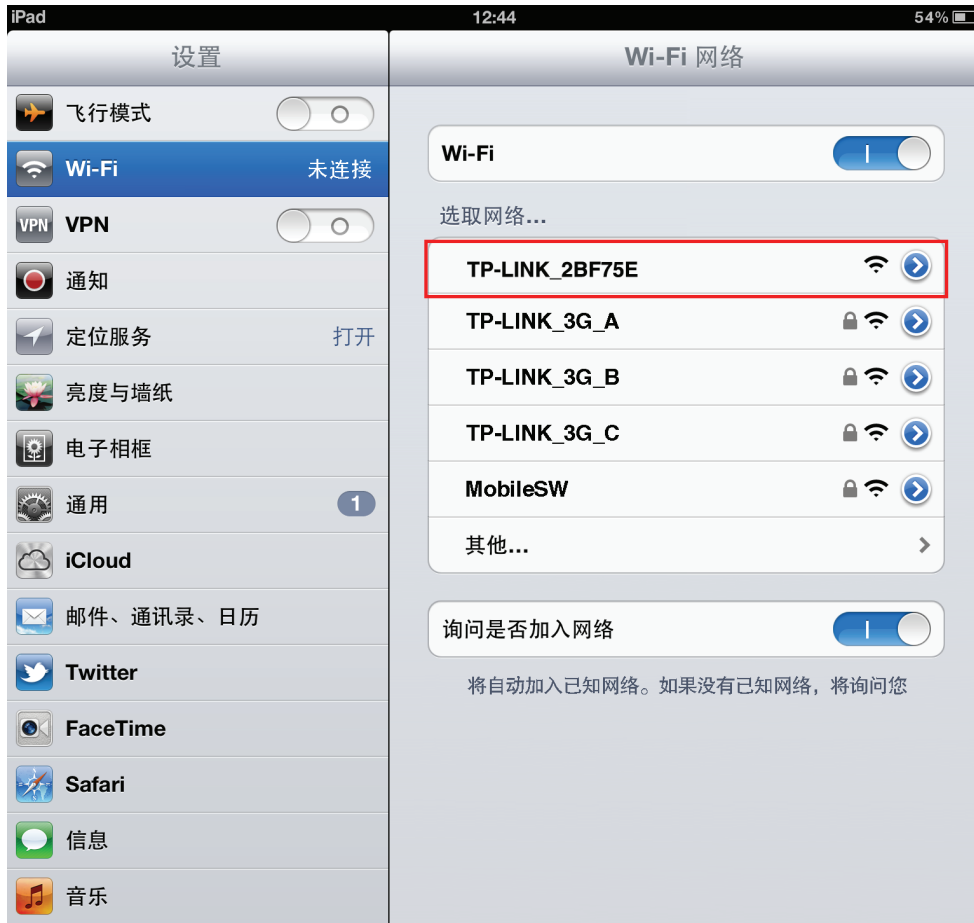 iPad 12:44 54%
设置
飞行模式
Wi-Fi 未连接
VPN VPN
通知
定位服务 打开
亮度与墙纸
电子相框
通用 1
iCloud
邮件、通讯录、日历
Twitter
FaceTime
Safari
信息
音乐
Wi-Fi 网络
Wi-Fi
选取网络...
TP-LINK_2BF75E
TP-LINK_3G_A
TP-LINK_3G_B
TP-LINK_3G_C
MobileSW
其他...
询问是否加入网络
将自动加入已知网络。如果没有已知网络，将询问您